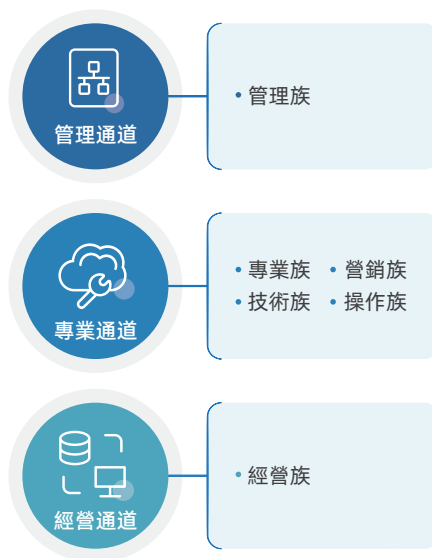 管理通道
• 管理族
專業通道
• 專業族 • 營銷族
• 技術族 • 操作族
經營通道
• 經營族